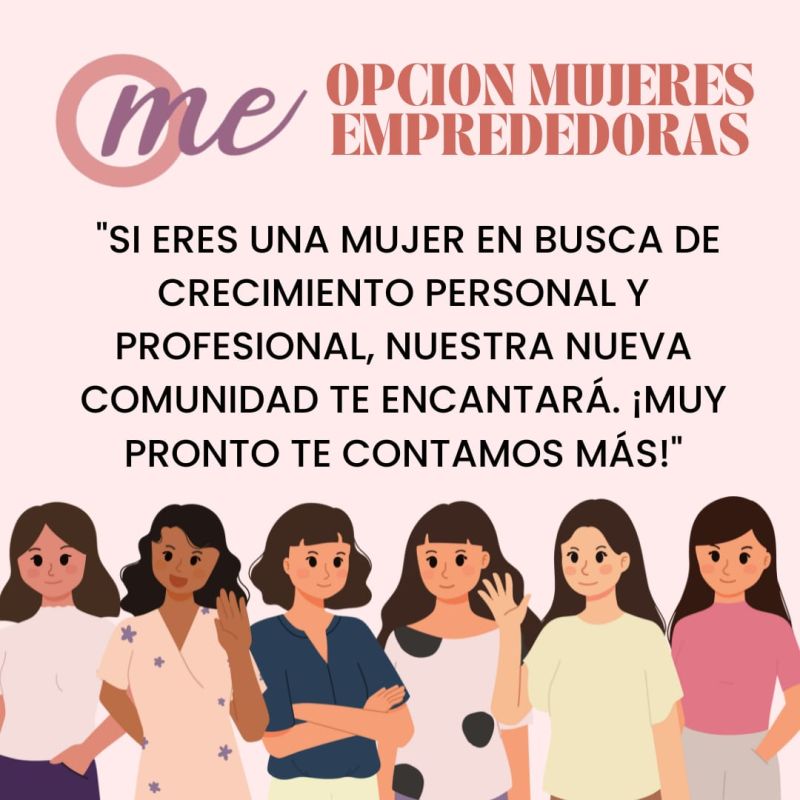 Ome
OPCION MUJERES
EMPREDEDORAS
"SI ERES UNA MUJER EN BUSCA DE
CRECIMIENTO PERSONAL Y
PROFESIONAL, NUESTRA NUEVA
COMUNIDAD TE ENCANTARÁ. ¡MUY
PRONTO TE CONTAMOS MÁS!"